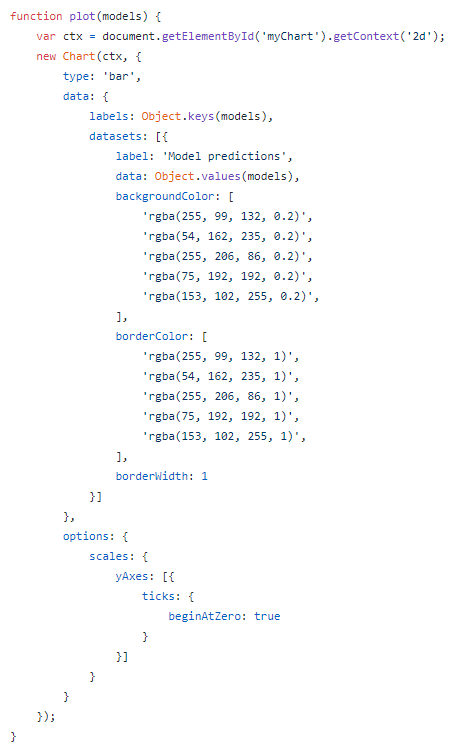 function plot(models) {
    var ctx = document.getElementById('myChart').getContext('2d');
    new Chart(ctx, {
        type: 'bar',
        data: {
            labels: Object.keys(models),
            datasets: [{
                label: 'Model predictions',
                data: Object.values(models),
                backgroundColor: [
                    'rgba(255, 99, 132, 0.2)',
                    'rgba(54, 162, 235, 0.2)',
                    'rgba(255, 206, 86, 0.2)',
                    'rgba(75, 192, 192, 0.2)',
                    'rgba(153, 102, 255, 0.2)',
                ],
                borderColor: [
                    'rgba(255, 99, 132, 1)',
                    'rgba(54, 162, 235, 1)',
                    'rgba(255, 206, 86, 1)',
                    'rgba(75, 192, 192, 1)',
                    'rgba(153, 102, 255, 1)',
                ],
                borderWidth: 1
            }]
        },
        options: {
            scales: {
                yAxes: [{
                    ticks: {
                        beginAtZero: true
                    }
                }]
            }
        }
    });
}